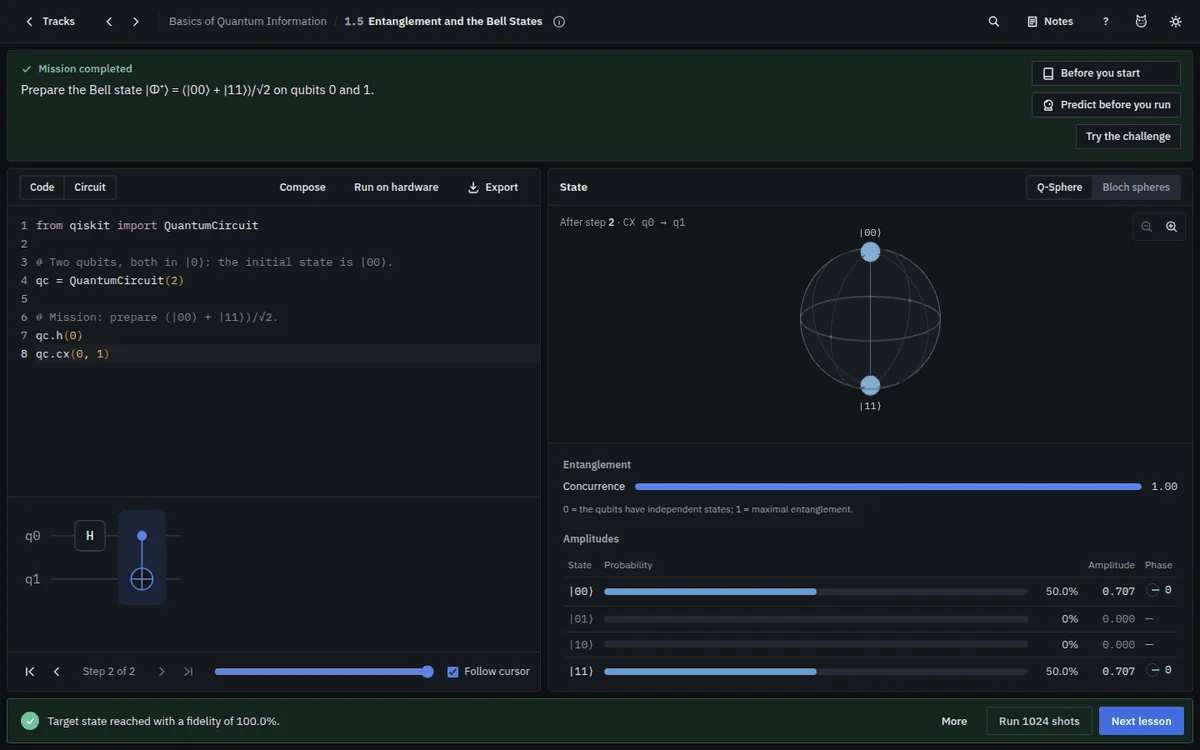 Tracks
Basics of Quantum Information / 1.5 Entanglement and the Bell States
Notes
?
Mission completed
Prepare the Bell state |Φ⁺⟩ = (|00⟩ + |11⟩)/√2 on qubits 0 and 1.
Before you start
Predict before you run
Try the challenge
Code Circuit
Compose
Run on hardware
Export
1 from qiskit import QuantumCircuit
2
3 # Two qubits, both in |0⟩: the initial state is |00⟩.
4 qc = QuantumCircuit(2)
5
6 # Mission: prepare (|00⟩ + |11⟩)/√2.
7 qc.h(0)
8 qc.cx(0, 1)
q0 H
q1
Step 2 of 2
Follow cursor
State
Q-Sphere Bloch spheres
After step 2 · CX q0 → q1
|00⟩
|11⟩
Entanglement
Concurrence 1.00
0 = the qubits have independent states; 1 = maximal entanglement.
Amplitudes
State Probability Amplitude Phase
|00⟩ 50.0% 0.707 0
|01⟩ 0% 0.000 —
|10⟩ 0% 0.000 —
|11⟩ 50.0% 0.707 0
Target state reached with a fidelity of 100.0%.
More
Run 1024 shots
Next lesson